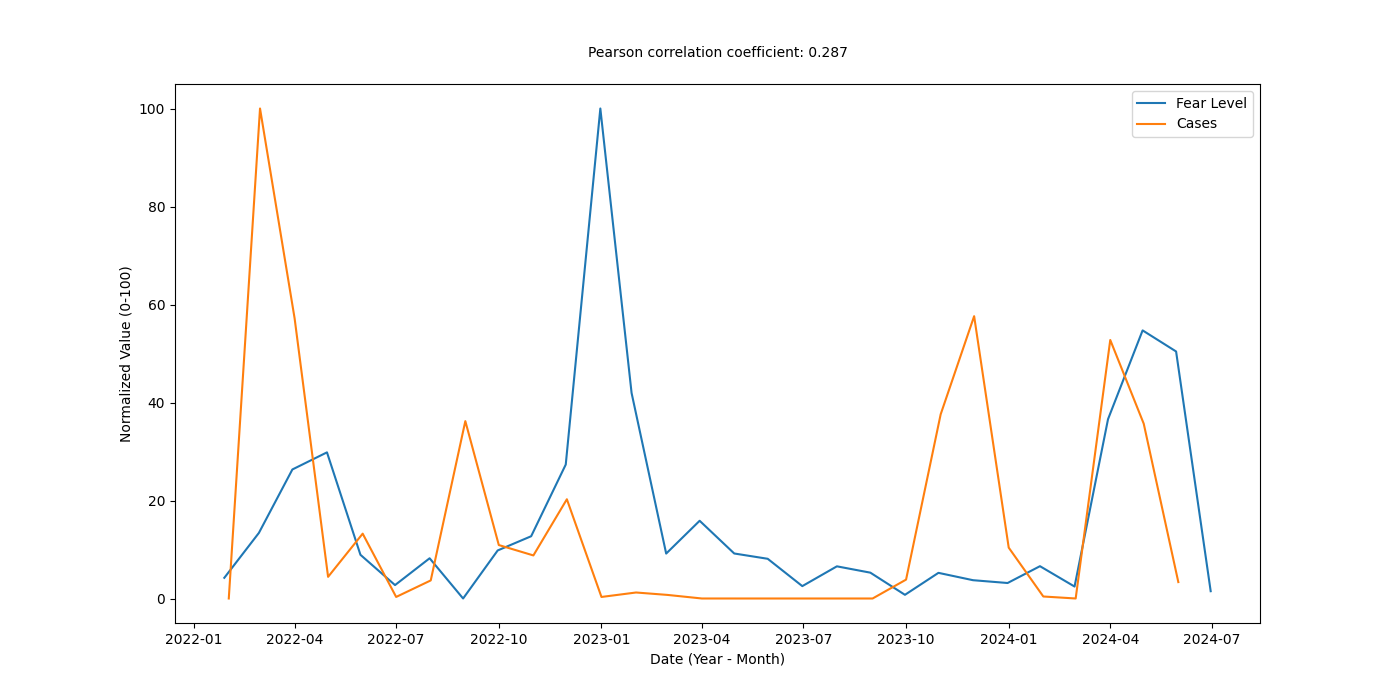 Pearson correlation coefficient: 0.287
Fear Level
Cases
100
80
60
40
20
0
Normalized Value (0-100)
2022-01 2022-04 2022-07 2022-10 2023-01 2023-04 2023-07 2023-10 2024-01 2024-04 2024-07
Date (Year - Month)